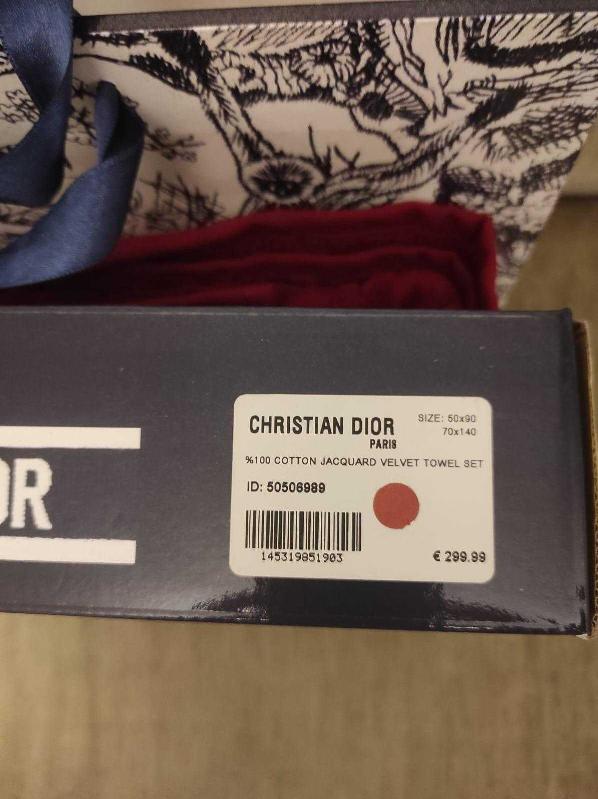 CHRISTIAN DIOR
PARIS
SIZE: 50x90
70x140
%100 COTTON JACQUARD VELVET TOWEL SET
ID: 50506989
145319851903
€ 299.99
OR